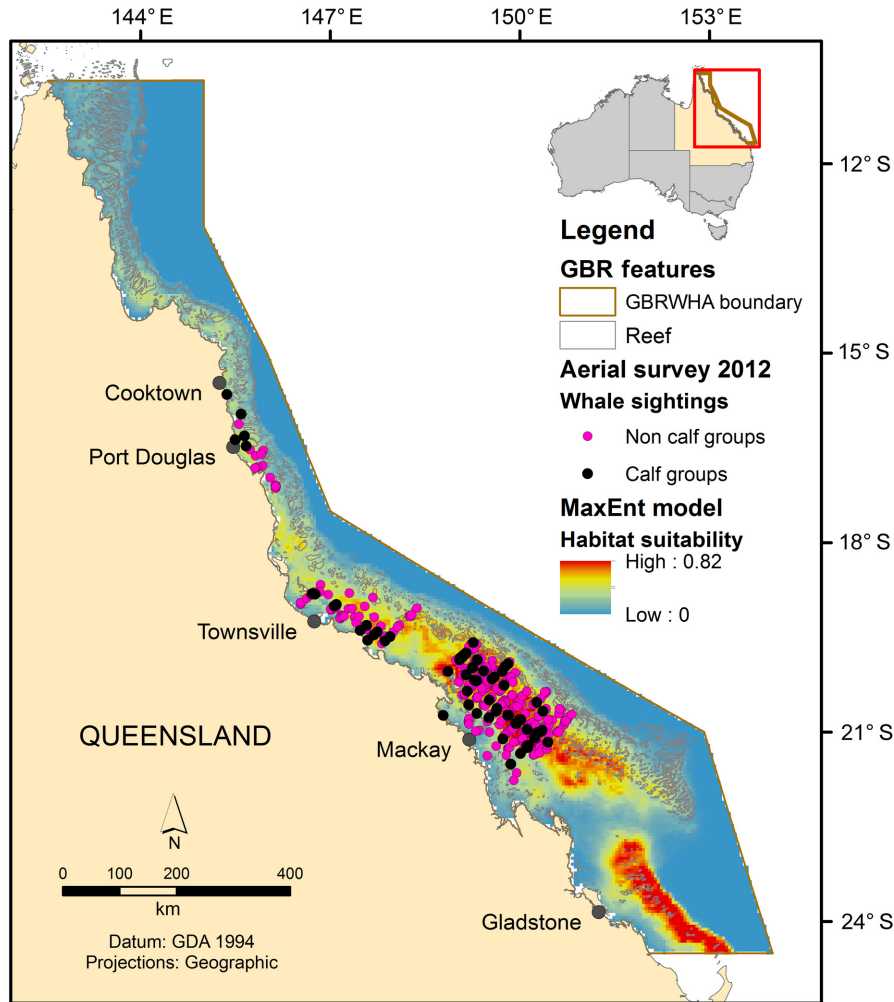 144° E 147° E 150° E 153° E
12° S
Legend
GBR features
GBRWHA boundary
Reef
15° S
Aerial survey 2012
Whale sightings
Non calf groups
Calf groups
MaxEnt model
Habitat suitability
High : 0.82
Low : 0
18° S
21° S
24° S
Cooktown
Port Douglas
Townsville
QUEENSLAND
Mackay
Gladstone
N
0 100 200 400
km
Datum: GDA 1994
Projections: Geographic